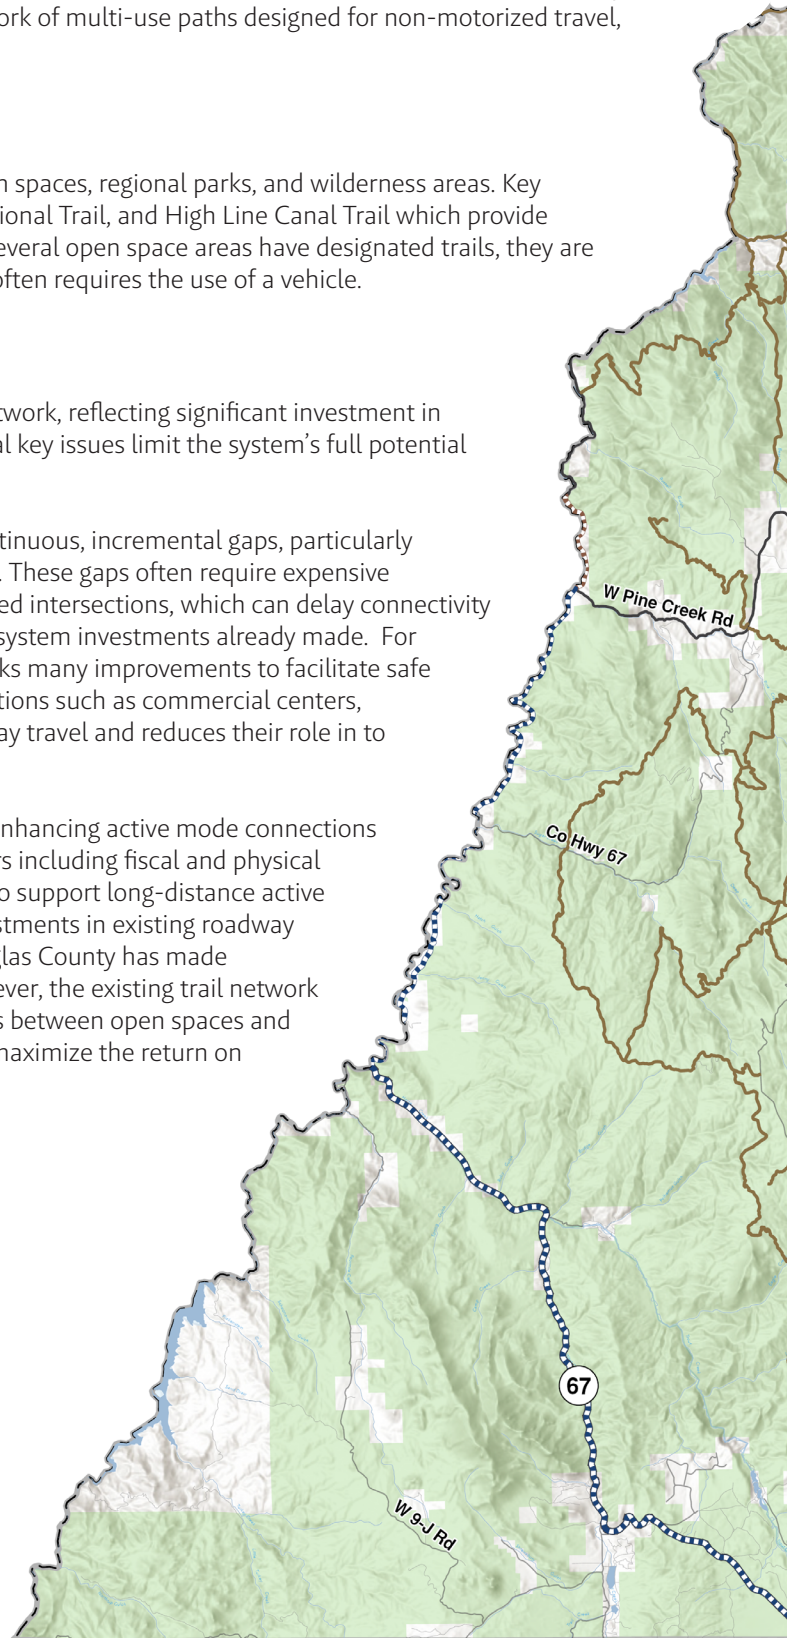 ork of multi-use paths designed for non-motorized travel,
n spaces, regional parks, and wilderness areas. Key
ional Trail, and High Line Canal Trail which provide
everal open space areas have designated trails, they are
often requires the use of a vehicle.
twork, reflecting significant investment in
al key issues limit the system’s full potential
tinuous, incremental gaps, particularly
. These gaps often require expensive
ed intersections, which can delay connectivity
system investments already made.  For
ks many improvements to facilitate safe
tions such as commercial centers,
ay travel and reduces their role in to
enhancing active mode connections
rs including fiscal and physical
o support long-distance active
estments in existing roadway
glas County has made
ever, the existing trail network
s between open spaces and
maximize the return on
W Pine Creek Rd
Co Hwy 67
67
W 9-J Rd